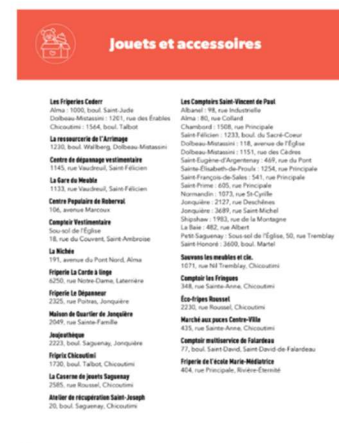 Jouets et accessoires
Les Friperies Coderr
Alma : 1000, boul. Saint-Jude
Dolbeau-Mistassini : 1201, rue des Érables
Chicoutimi : 1564, boul. Talbot
La ressourcerie de l'Arrimage
1230, boul. Wallberg, Dolbeau-Mistassini
Centre de dépannage vestimentaire
1145, rue Vaudreuil, Saint-Félicien
La Gare du Meuble
1133, rue Vaudreuil, Saint-Félicien
Centre Populaire de Roberval
106, avenue Marcoux
Comptoir Vestimentaire
Sou-sol de l'Église
18, rue du Couvent, Saint-Ambroise
La Nichée
191, avenue du Pont Nord, Alma
Friperie La Corde à linge
6250, rue Notre-Dame, Laterrière
Friperie Le Dépanneur
2325, rue Poitras, Jonquière
Maison de Quartier de Jonquière
2049, rue Sainte-Famille
Joujouthèque
2223, boul. Saguenay, Jonquière
Friprix Chicoutimi
1730, boul. Talbot, Chicoutimi
La Caserne de jouets Saguenay
2585, rue Roussel, Chicoutimi
Atelier de récupération Saint-Joseph
20, boul. Saguenay, Chicoutimi
Les Comptoirs Saint-Vincent de Paul
Albanel : 98, rue Industrielle
Alma : 80, rue Collard
Chambord : 1508, rue Principale
Saint-Félicien : 1233, boul. du Sacré-Coeur
Dolbeau-Mistassini : 118, avenue de l'Église
Dolbeau-Mistassini : 1151, rue des Cèdres
Saint-Eugène-d'Argentenay : 469, rue du Pont
Sainte-Élisabeth-de-Proulx : 1254, rue Principale
Saint-François-de-Sales : 541, rue Principale
Saint-Prime : 605, rue Principale
Normandin : 1073, rue St-Cyrille
Jonquière : 2127, rue Deschênes
Jonquière : 3689, rue Saint-Michel
Shipshaw : 1983, rue de la Montagne
La Baie : 482, rue Albert
Petit Saguenay : Sous-sol de l'Église, 50, rue Tremblay
Saint-Honoré : 3600, boul. Martel
Sauvons les meubles et cie.
1071, rue Nil Tremblay, Chicoutimi
Comptoir les Fringues
348, rue Sainte-Anne, Chicoutimi
Éco-fripes Roussel
2230, rue Roussel, Chicoutimi
Marché aux puces Centre-Ville
435, rue Sainte-Anne, Chicoutimi
Comptoir multiservice de Falardeau
77, boul. Saint-David, Saint-David-de-Falardeau
Friperie de l'école Marie-Médiatrice
404, rue Principale, Rivière-Éternité